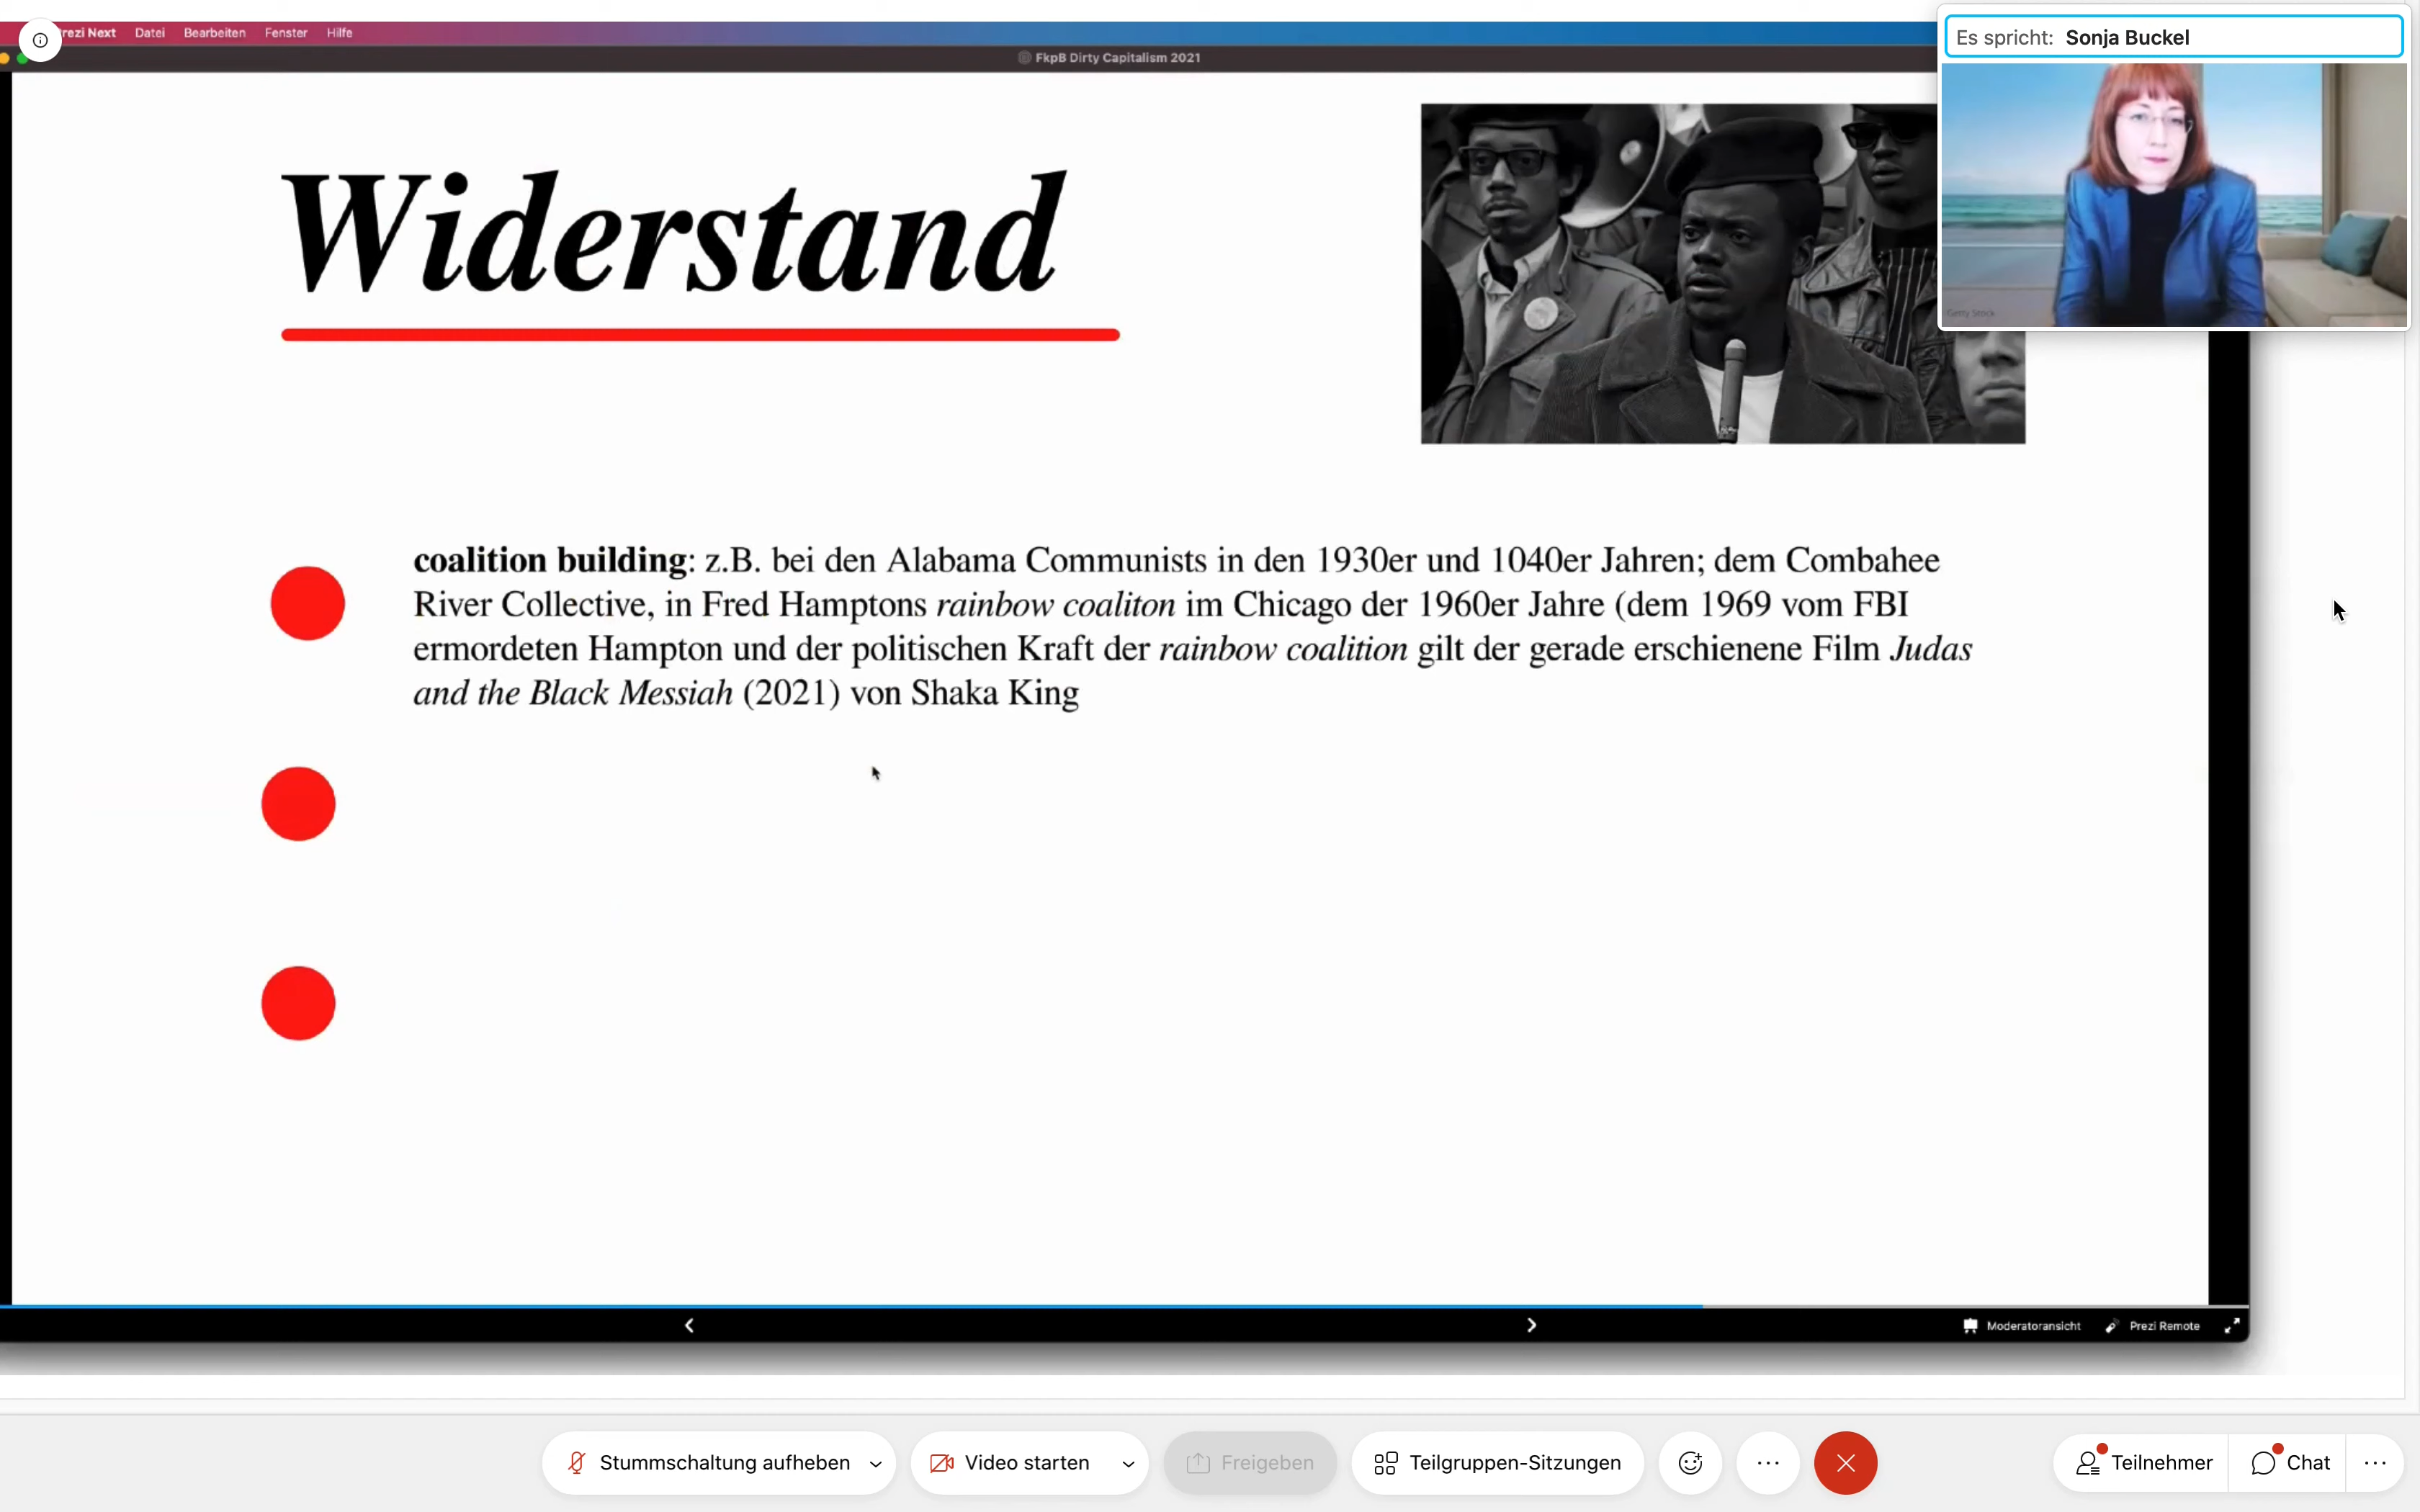 rezi Next Datei Bearbeiten Fenster Hilfe
FkpB Dirty Capitalism 2021
Es spricht: Sonja Buckel
Getty Stock
Widerstand
coalition building: z.B. bei den Alabama Communists in den 1930er und 1040er Jahren; dem Combahee
River Collective, in Fred Hamptons rainbow coaliton im Chicago der 1960er Jahre (dem 1969 vom FBI
ermordeten Hampton und der politischen Kraft der rainbow coalition gilt der gerade erschienene Film Judas
and the Black Messiah (2021) von Shaka King
Moderatoransicht Prezi Remote
Stummschaltung aufheben Video starten Freigeben Teilgruppen-Sitzungen Teilnehmer Chat